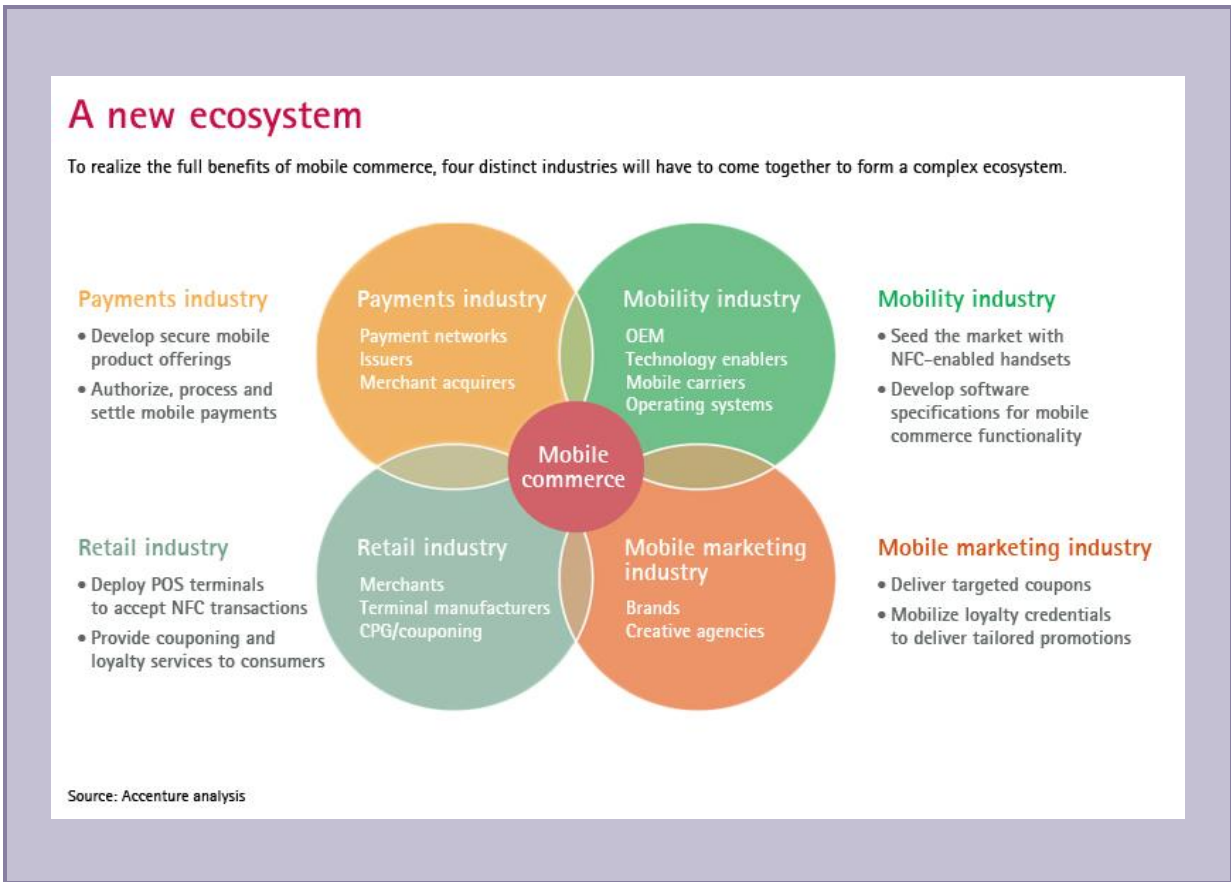 A new ecosystem
To realize the full benefits of mobile commerce, four distinct industries will have to come together to form a complex ecosystem.
Payments industry
• Develop secure mobile
product offerings
• Authorize, process and
settle mobile payments
Payments industry
Payment networks
Issuers
Merchant acquirers
Mobility industry
OEM
Technology enablers
Mobile carriers
Operating systems
Mobility industry
• Seed the market with
NFC-enabled handsets
• Develop software
specifications for mobile
commerce functionality
Mobile
commerce
Retail industry
• Deploy POS terminals
to accept NFC transactions
• Provide couponing and
loyalty services to consumers
Retail industry
Merchants
Terminal manufacturers
CPG/couponing
Mobile marketing
industry
Brands
Creative agencies
Mobile marketing industry
• Deliver targeted coupons
• Mobilize loyalty credentials
to deliver tailored promotions
Source: Accenture analysis